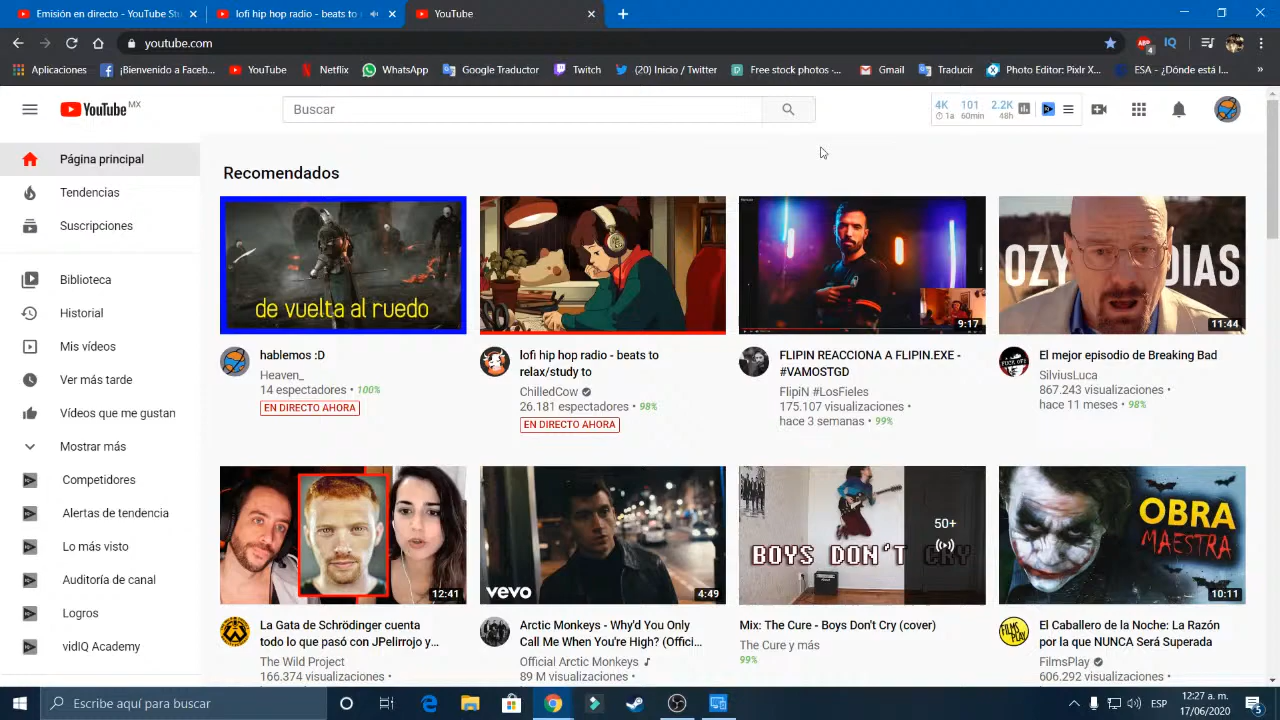 Emisión en directo - YouTube Stu
lofi hip hop radio - beats to
YouTube
youtube.com
ABP 4
IQ
Aplicaciones
¡Bienvenido a Faceb...
YouTube
Netflix
WhatsApp
Google Traductor
Twitch
(20) Inicio / Twitter
Free stock photos -...
Gmail
Traducir
Photo Editor: Pixlr X...
ESA - ¿Dónde está l...
»
YouTube MX
Buscar
4K 101 2.2K
1a 60min 48h
Página principal
Tendencias
Suscripciones
Biblioteca
Historial
Mis vídeos
Ver más tarde
Vídeos que me gustan
Mostrar más
Competidores
Alertas de tendencia
Lo más visto
Auditoría de canal
Logros
vidIQ Academy
Recomendados
de vuelta al ruedo
hablemos :D
Heaven_
14 espectadores • 100%
EN DIRECTO AHORA
lofi hip hop radio - beats to
relax/study to
ChilledCow
26.181 espectadores • 98%
EN DIRECTO AHORA
9:17
FLIPIN REACCIONA A FLIPIN.EXE -
#VAMOSTGD
FlipiN #LosFieles
175.107 visualizaciones •
hace 3 semanas • 99%
OZY DIAS
11:44
El mejor episodio de Breaking Bad
SilviusLuca
867.243 visualizaciones •
hace 11 meses • 98%
12:41
La Gata de Schrödinger cuenta
todo lo que pasó con JPelirrojo y...
The Wild Project
166.374 visualizaciones •
vevo
4:49
Arctic Monkeys - Why'd You Only
Call Me When You're High? (Offici...
Official Arctic Monkeys
89 M visualizaciones •
BOYS DON'T CRY
50+
Mix: The Cure - Boys Don't Cry (cover)
The Cure y más
99%
OBRA
MAESTRA
10:11
FILMS PLAY
El Caballero de la Noche: La Razón
por la que NUNCA Será Superada
FilmsPlay
606.292 visualizaciones •
Escribe aquí para buscar
ESP
12:27 a. m.
17/06/2020
5